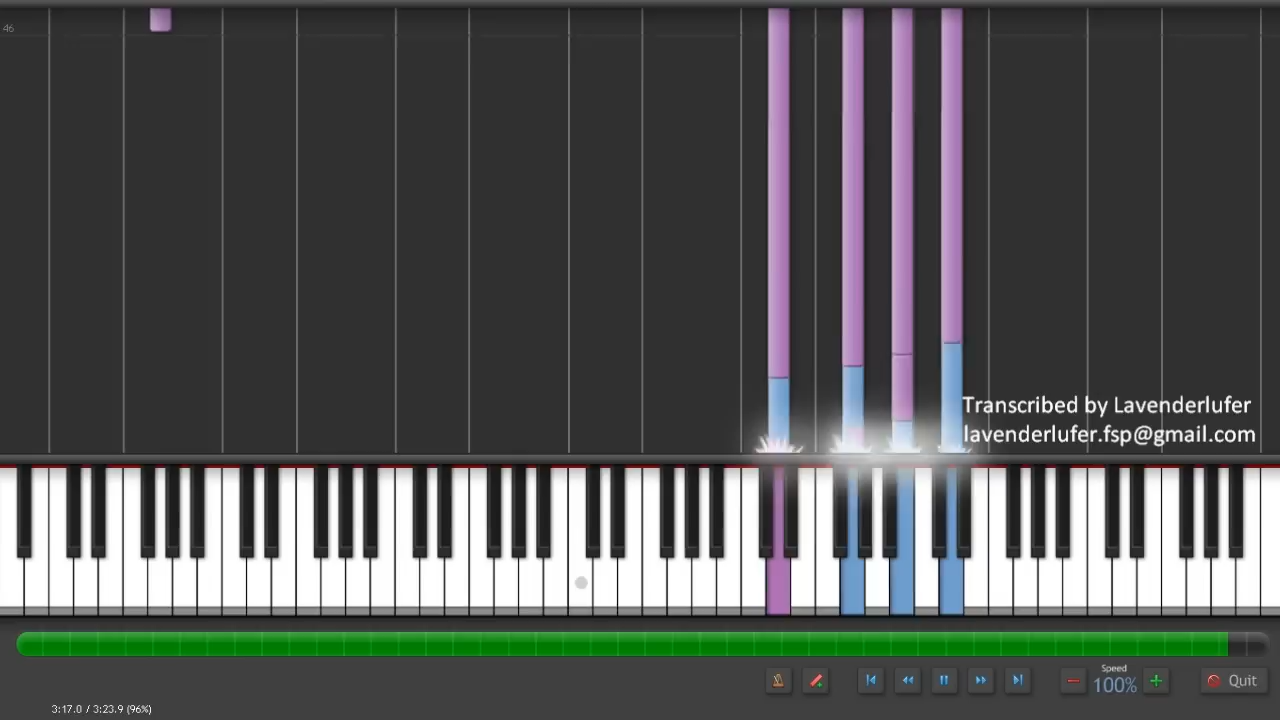 46
Transcribed by Lavenderlufer
lavenderlufer.fsp@gmail.com
Speed
100%
Quit
3:17.0 / 3:23.9 (96%)